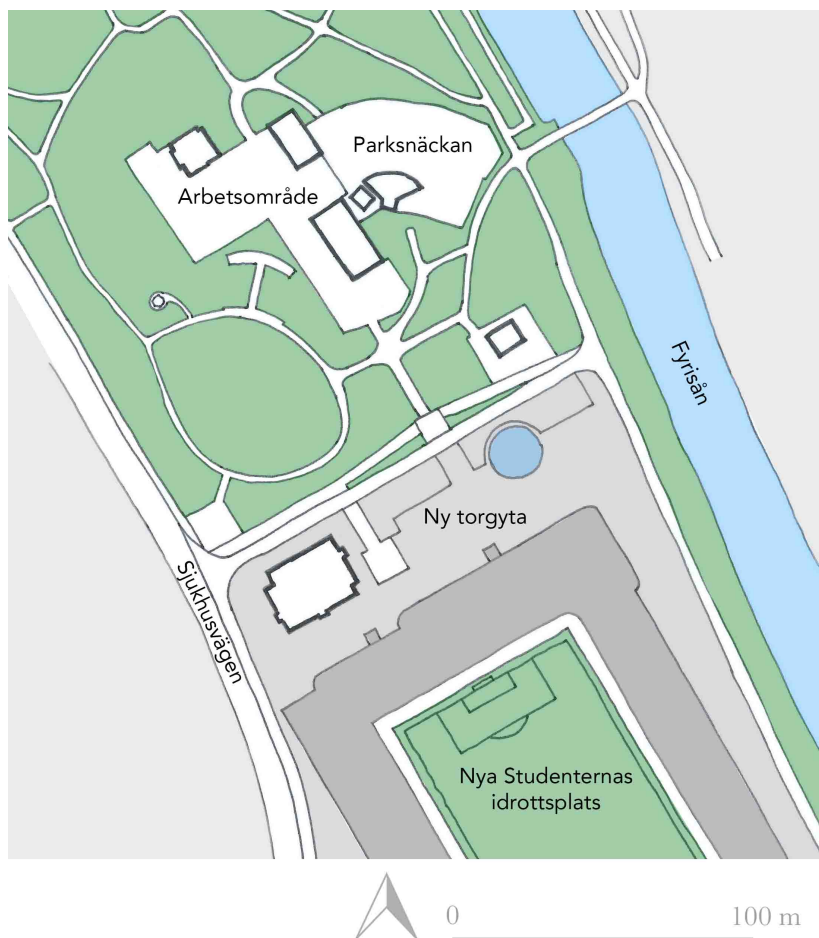 Parksnäckan
Arbetsområde
Fyrisån
Ny torgyta
Sjukhusvägen
Nya Studenternas
idrottsplats
0
100 m